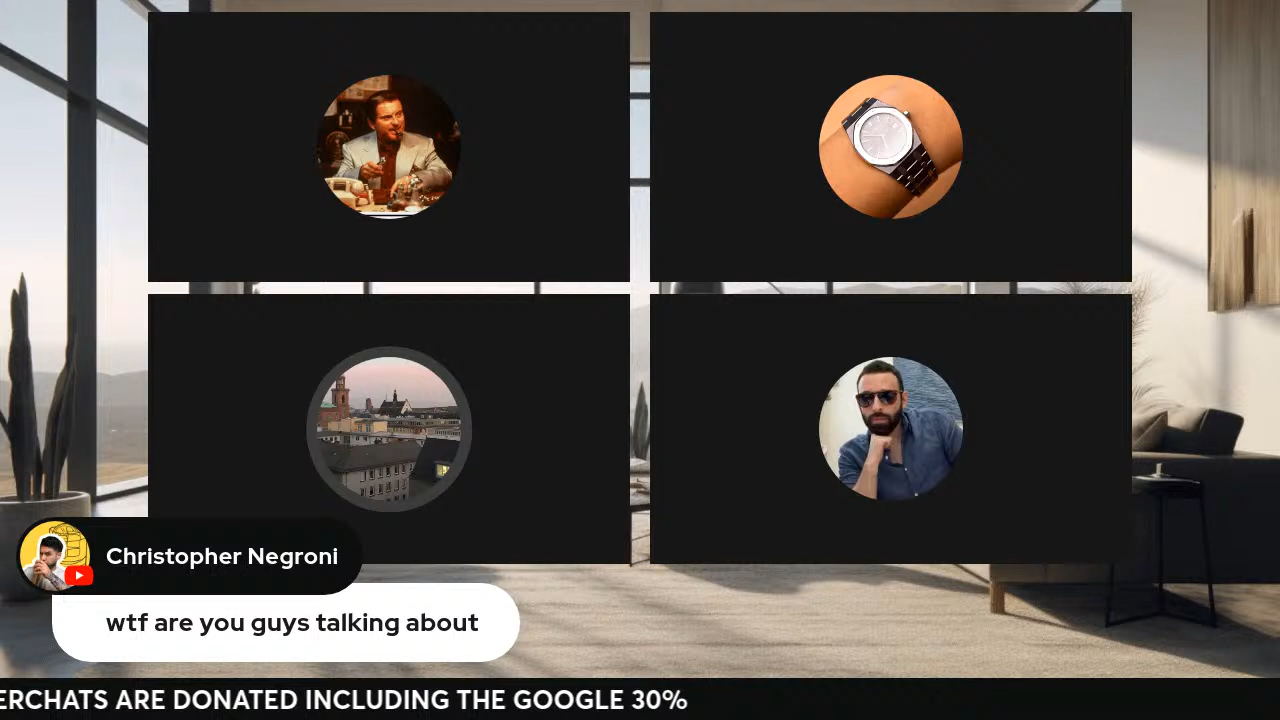 Christopher Negroni
wtf are you guys talking about
ERCHATS ARE DONATED INCLUDING THE GOOGLE 30%